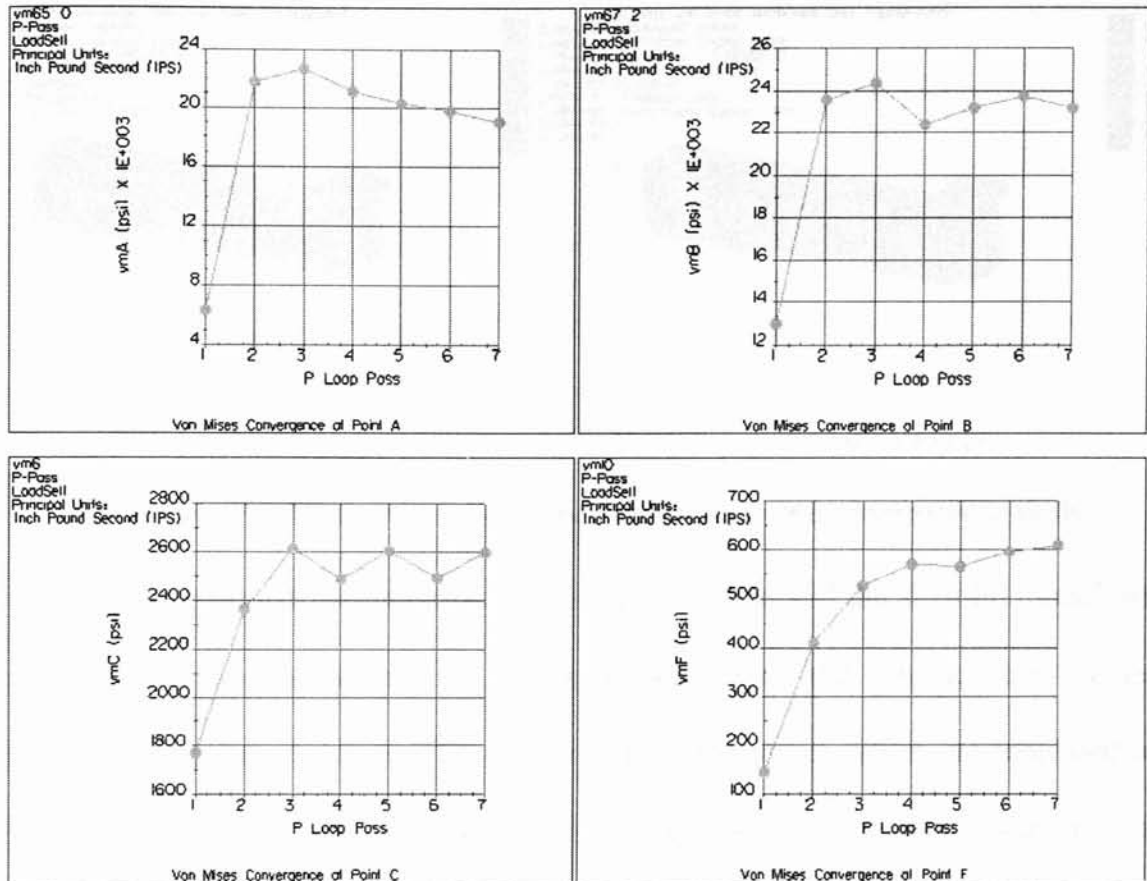 vm65 0
P-Pass
LoadSell
Principal Units:
Inch Pound Second (IPS)
24
20
16
12
8
4
vmA (psi) X 1E+003
1 2 3 4 5 6 7
P Loop Pass
Von Mises Convergence at Point A
vm67 2
P-Pass
LoadSell
Principal Units:
Inch Pound Second (IPS)
26
24
22
20
18
16
14
12
vmB (psi) X 1E+003
1 2 3 4 5 6 7
P Loop Pass
Von Mises Convergence at Point B
vm6
P-Pass
LoadSell
Principal Units:
Inch Pound Second (IPS)
2800
2600
2400
2200
2000
1800
1600
vmC (psi)
1 2 3 4 5 6 7
P Loop Pass
Von Mises Convergence at Point C
vm10
P-Pass
LoadSell
Principal Units:
Inch Pound Second (IPS)
700
600
500
400
300
200
100
vmF (psi)
1 2 3 4 5 6 7
P Loop Pass
Von Mises Convergence at Point F